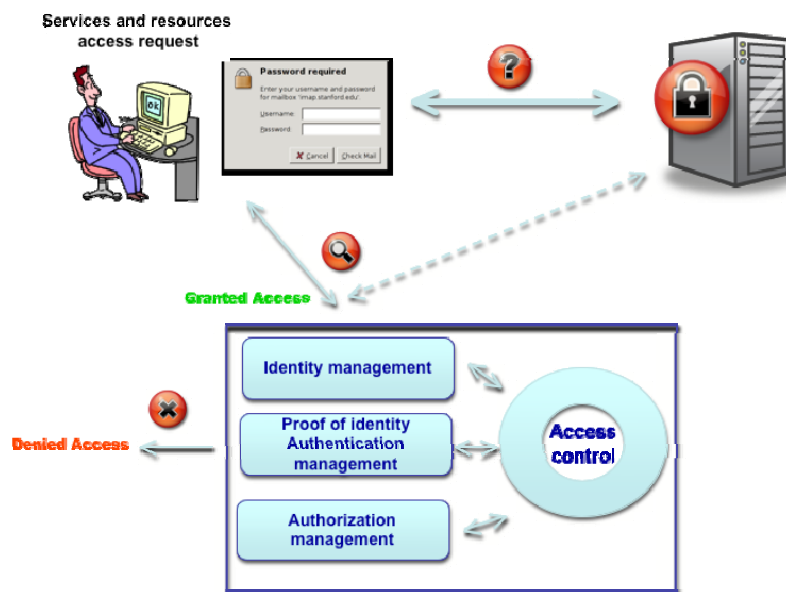 Services and resources
access request
Password required
Enter your username and password
for mailbox 'imap.stanford.edu'
Username:
Password:
Cancel
Check Mail
ok
?
Granted Access
Identity management
Proof of identity
Authentication
management
Access
control
Denied Access
Authorization
management